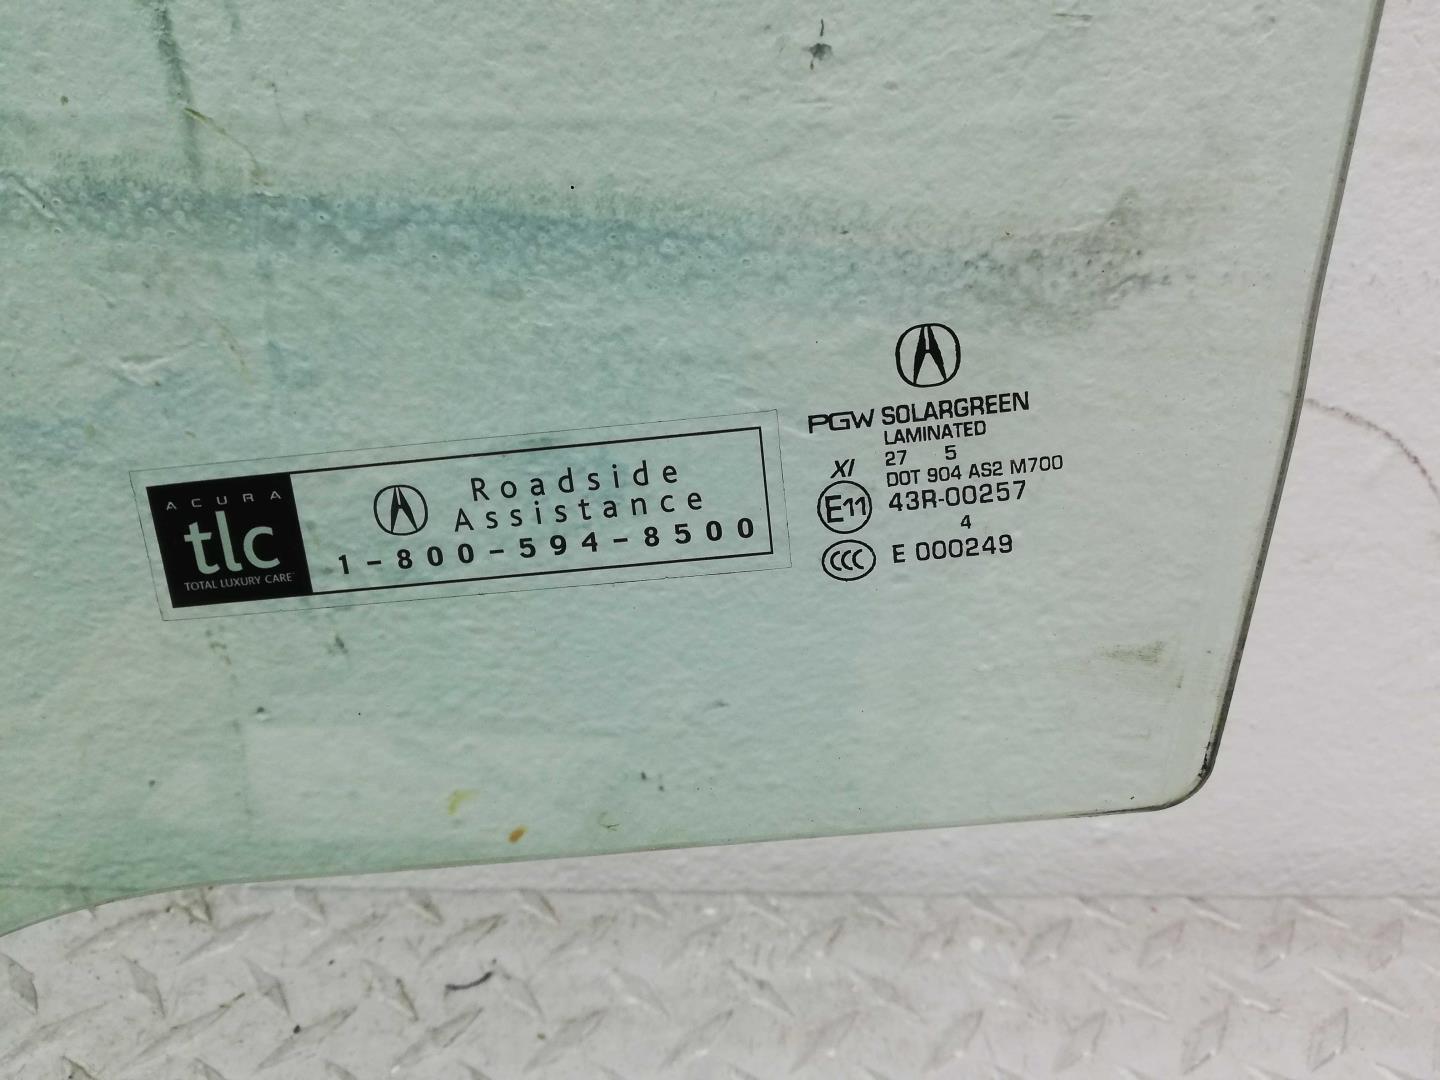 ACURA
tlc
TOTAL LUXURY CARE
Roadside
Assistance
1-800-594-8500
PGW SOLARGREEN
LAMINATED
27 5
XI DOT 904 AS2 M700
E11 43R-00257
4
CCC E 000249